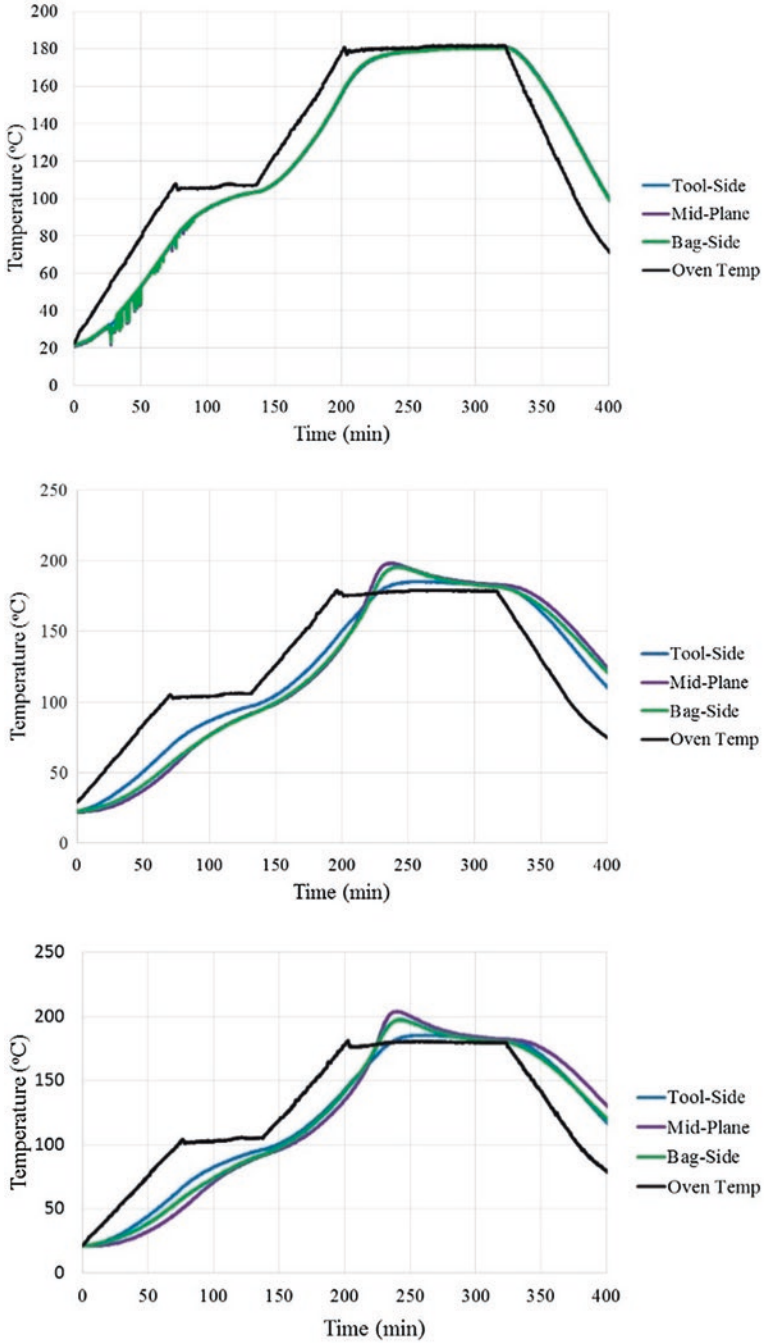 200
180
160
140
120
100
80
60
40
20
0
Temperature (°C)
0 50 100 150 200 250 300 350 400
Time (min)
Tool-Side
Mid-Plane
Bag-Side
Oven Temp
250
200
150
100
50
0
Temperature (°C)
0 50 100 150 200 250 300 350 400
Time (min)
Tool-Side
Mid-Plane
Bag-Side
Oven Temp
250
200
150
100
50
0
Temperature (°C)
0 50 100 150 200 250 300 350 400
Time (min)
Tool-Side
Mid-Plane
Bag-Side
Oven Temp